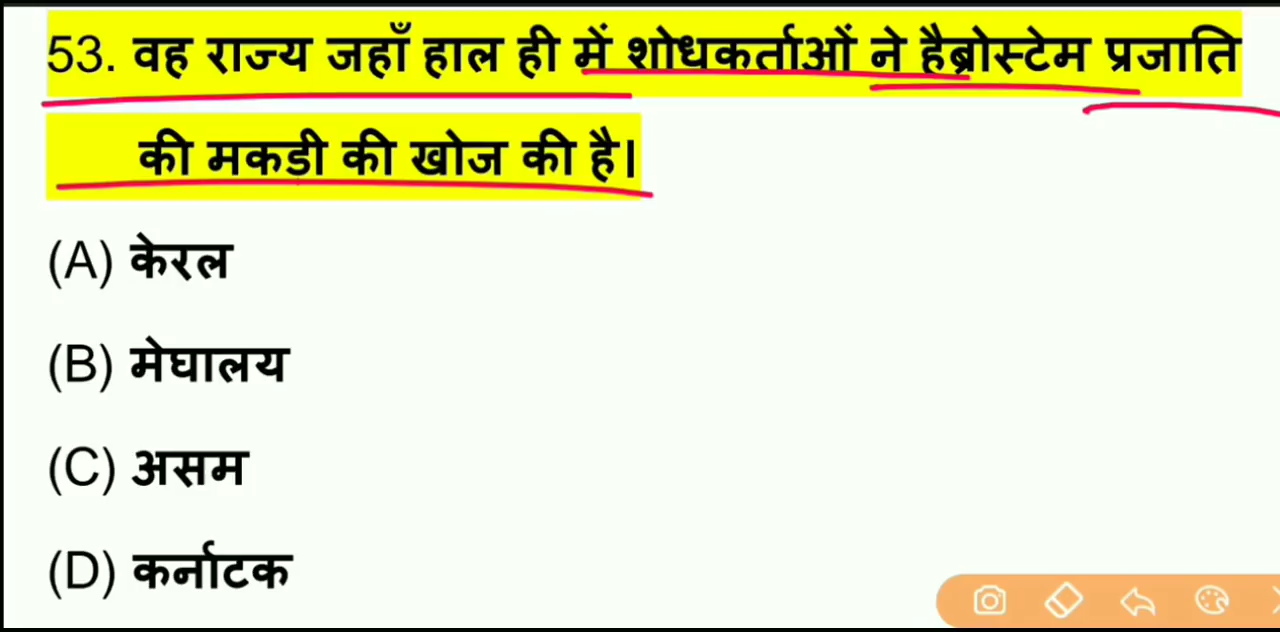 53. वह राज्य जहाँ हाल ही में शोधकर्ताओं ने हैब्रोस्टेम प्रजाति
की मकडी की खोज की है।
(A) केरल
(B) मेघालय
(C) असम
(D) कर्नाटक